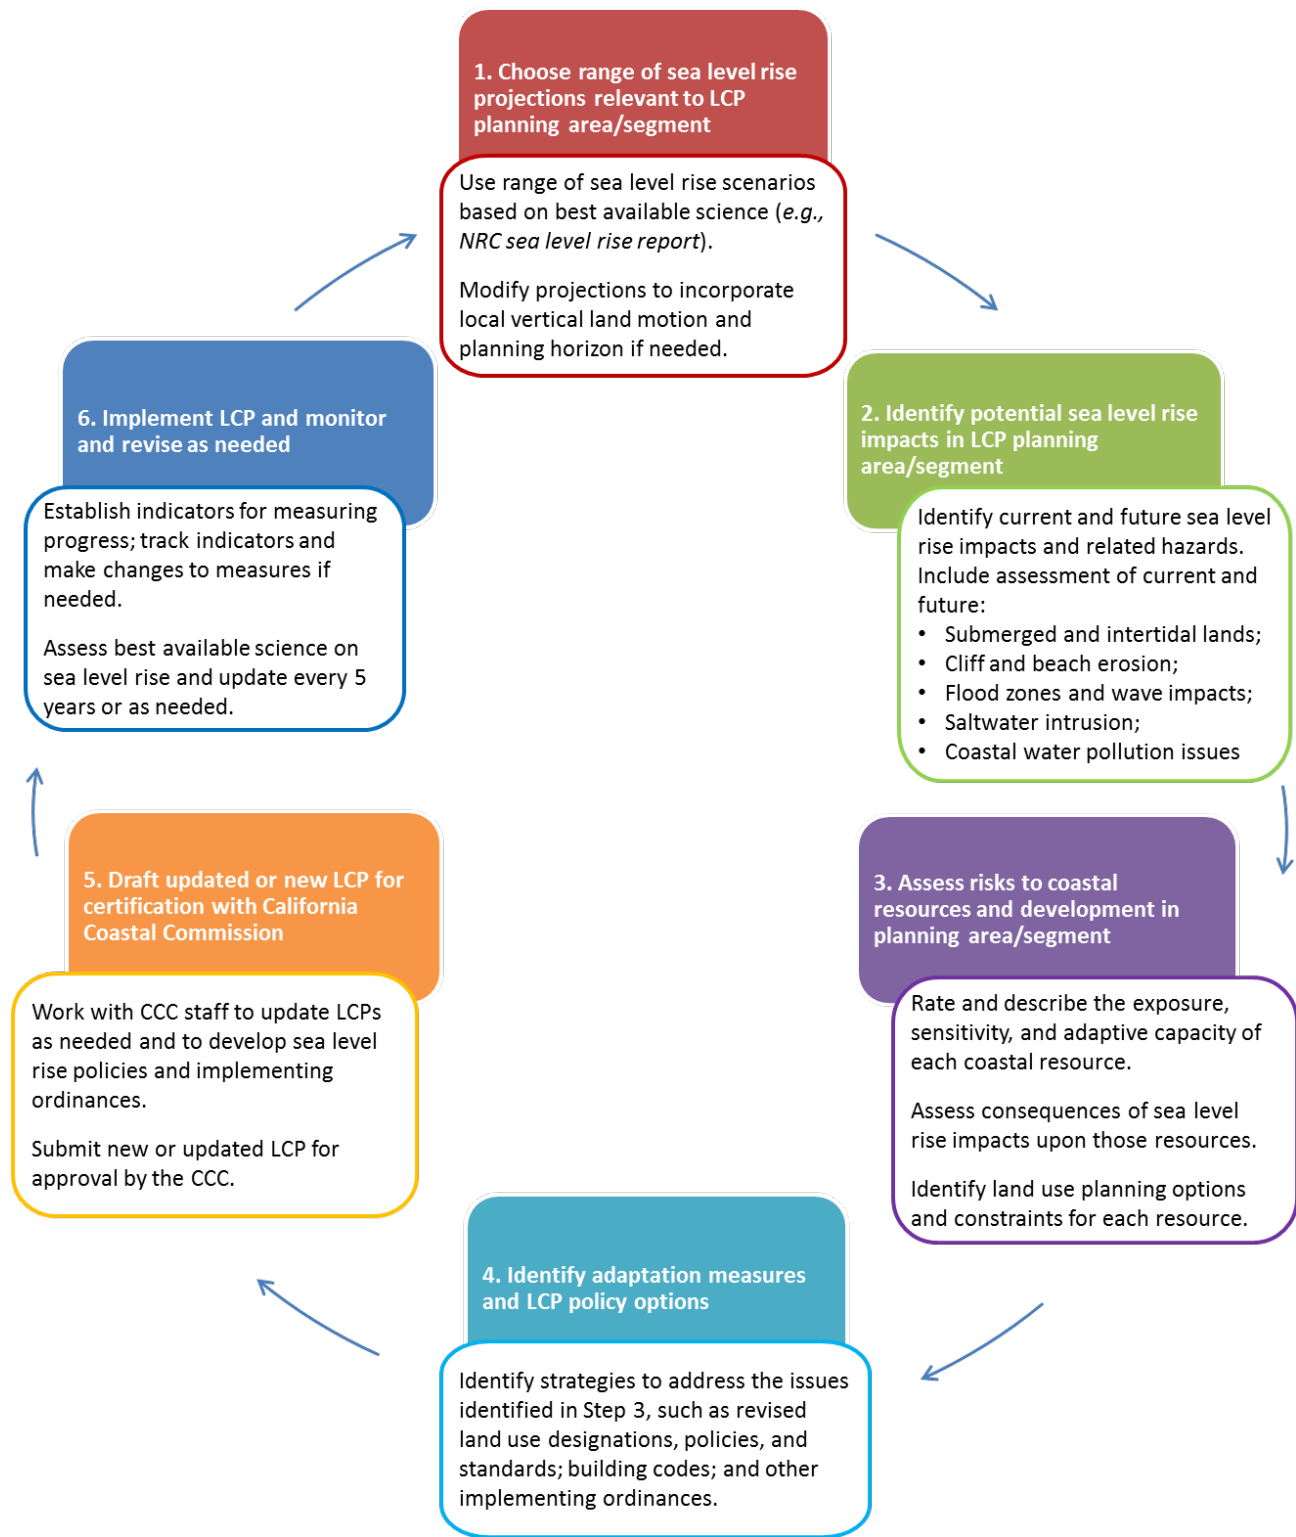 1. Choose range of sea level rise
projections relevant to LCP
planning area/segment
Use range of sea level rise scenarios
based on best available science (e.g.,
NRC sea level rise report).
Modify projections to incorporate
local vertical land motion and
planning horizon if needed.
2. Identify potential sea level rise
impacts in LCP planning
area/segment
Identify current and future sea level
rise impacts and related hazards.
Include assessment of current and
future:
• Submerged and intertidal lands;
• Cliff and beach erosion;
• Flood zones and wave impacts;
• Saltwater intrusion;
• Coastal water pollution issues
3. Assess risks to coastal
resources and development in
planning area/segment
Rate and describe the exposure,
sensitivity, and adaptive capacity of
each coastal resource.
Assess consequences of sea level
rise impacts upon those resources.
Identify land use planning options
and constraints for each resource.
4. Identify adaptation measures
and LCP policy options
Identify strategies to address the issues
identified in Step 3, such as revised
land use designations, policies, and
standards; building codes; and other
implementing ordinances.
5. Draft updated or new LCP for
certification with California
Coastal Commission
Work with CCC staff to update LCPs
as needed and to develop sea level
rise policies and implementing
ordinances.
Submit new or updated LCP for
approval by the CCC.
6. Implement LCP and monitor
and revise as needed
Establish indicators for measuring
progress; track indicators and
make changes to measures if
needed.
Assess best available science on
sea level rise and update every 5
years or as needed.